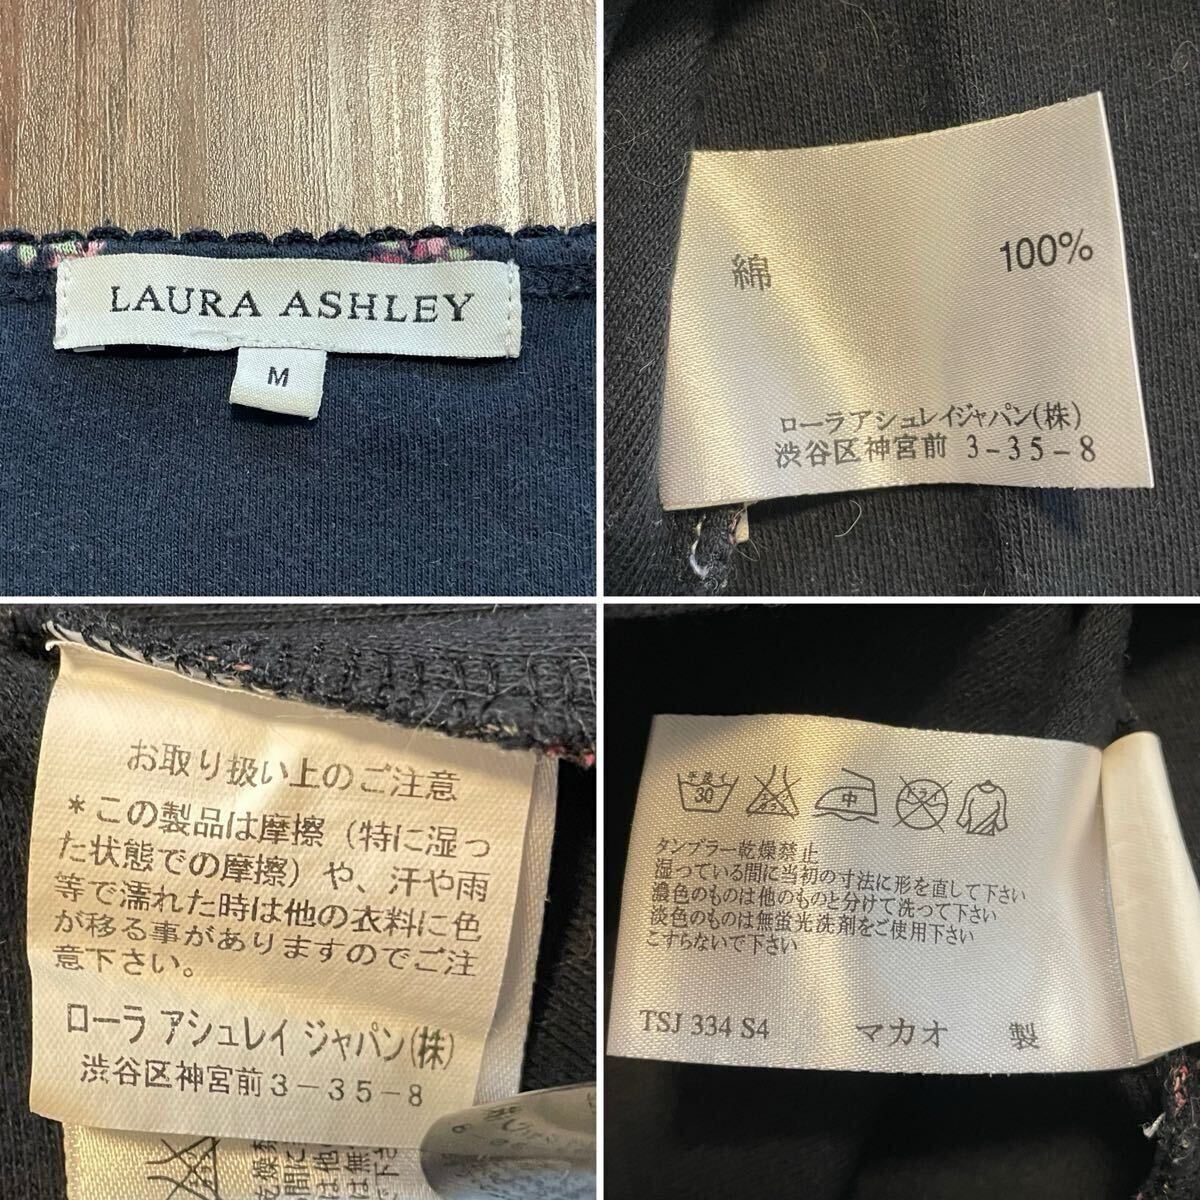 LAURA ASHLEY
M
綿 100%
ローラアシュレイジャパン(株)
渋谷区神宮前 3-35-8
お取り扱い上のご注意
*この製品は摩擦(特に湿っ
た状態での摩擦)や、汗や雨
等で濡れた時は他の衣料に色
が移る事がありますのでご注
意下さい。
ローラ アシュレイ ジャパン(株)
渋谷区神宮前3-35-8
手洗イ
30
中
タンブラー乾燥禁止
湿っている間に当初の寸法に形を直して下さい
濃色のものは他のものと分けて洗って下さい
淡色のものは無蛍光洗剤をご使用下さい
こすらないで下さい
TSJ 334 S4 マカオ 製